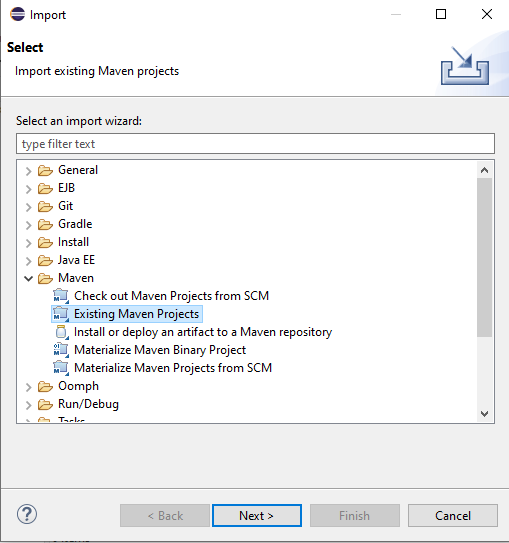 Import
Select
Import existing Maven projects
Select an import wizard:
type filter text
General
EJB
Git
Gradle
Install
Java EE
Maven
Check out Maven Projects from SCM
Existing Maven Projects
Install or deploy an artifact to a Maven repository
Materialize Maven Binary Project
Materialize Maven Projects from SCM
Oomph
Run/Debug
Tasks
< Back
Next >
Finish
Cancel